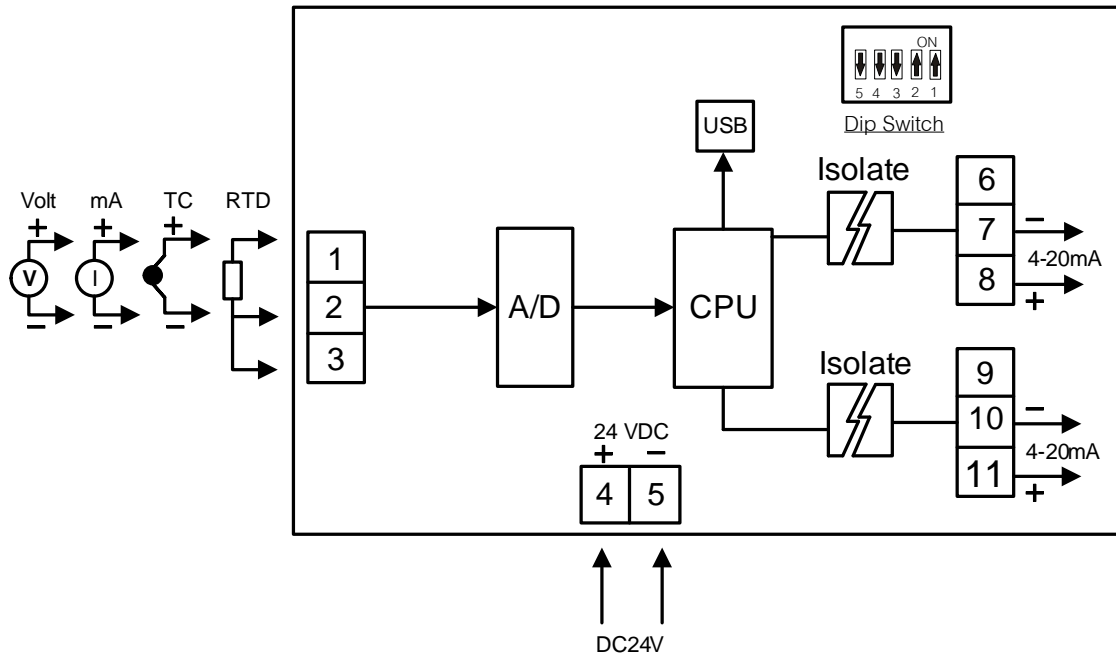 ON
5 4 3 2 1
Dip Switch
USB
Isolate
6
7
8
−
4-20mA
+
Volt
mA
TC
RTD
+
+
+
V
I
−
−
−
1
2
3
A/D
CPU
Isolate
9
10
11
−
4-20mA
+
24 VDC
+ −
4 5
DC24V